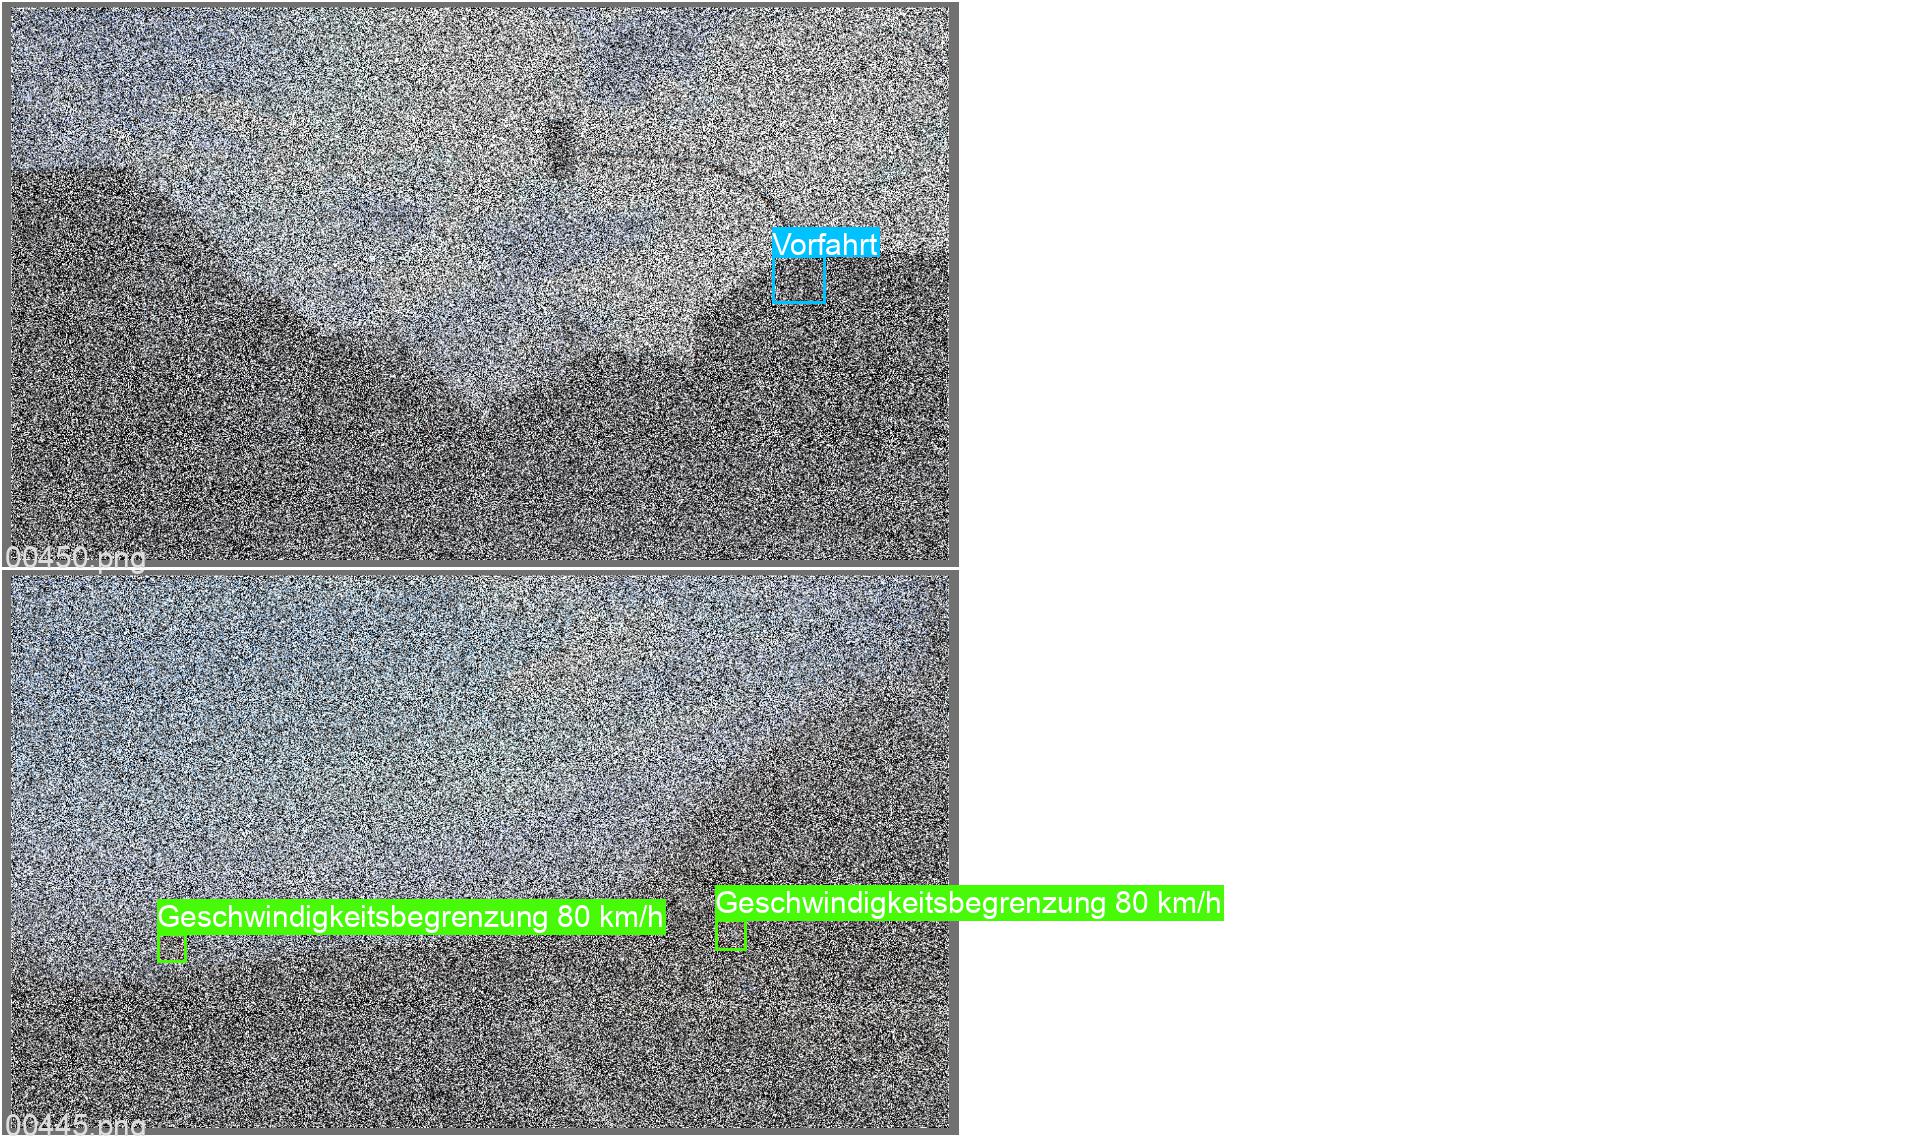 Vorfahrt
00450.png
Geschwindigkeitsbegrenzung 80 km/h
Geschwindigkeitsbegrenzung 80 km/h
00445.png